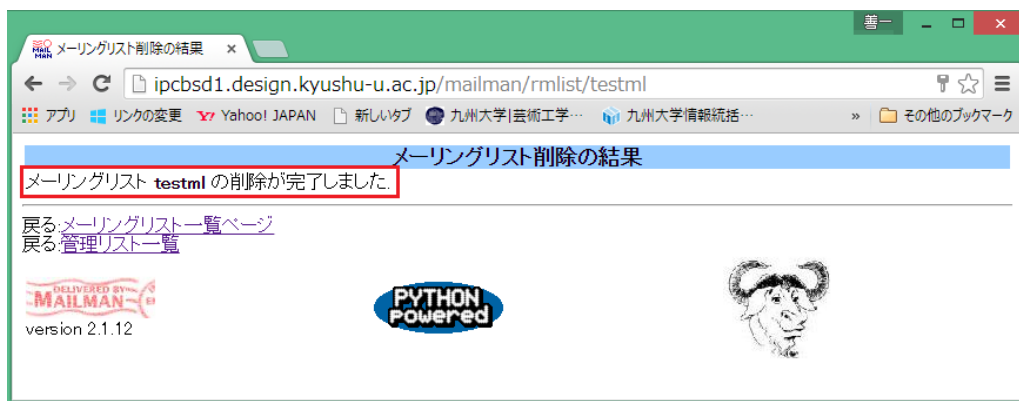 善一
メーリングリスト削除の結果 ×
ipcbsd1.design.kyushu-u.ac.jp/mailman/rmlist/testml
アプリ リンクの変更 Yahoo! JAPAN 新しいタブ 九州大学|芸術工学… 九州大学情報統括… » その他のブックマーク
メーリングリスト削除の結果
メーリングリスト testml の削除が完了しました.
戻る:メーリングリスト一覧ページ
戻る:管理リスト一覧
DELIVERED BY
MAILMAN
PYTHON
Powered
version 2.1.12